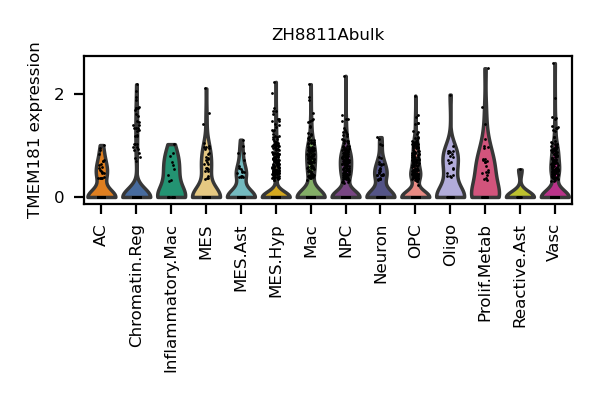 ZH8811Abulk
TMEM181 expression
2
0
AC
Chromatin.Reg
Inflammatory.Mac
MES
MES.Ast
MES.Hyp
Mac
NPC
Neuron
OPC
Oligo
Prolif.Metab
Reactive.Ast
Vasc